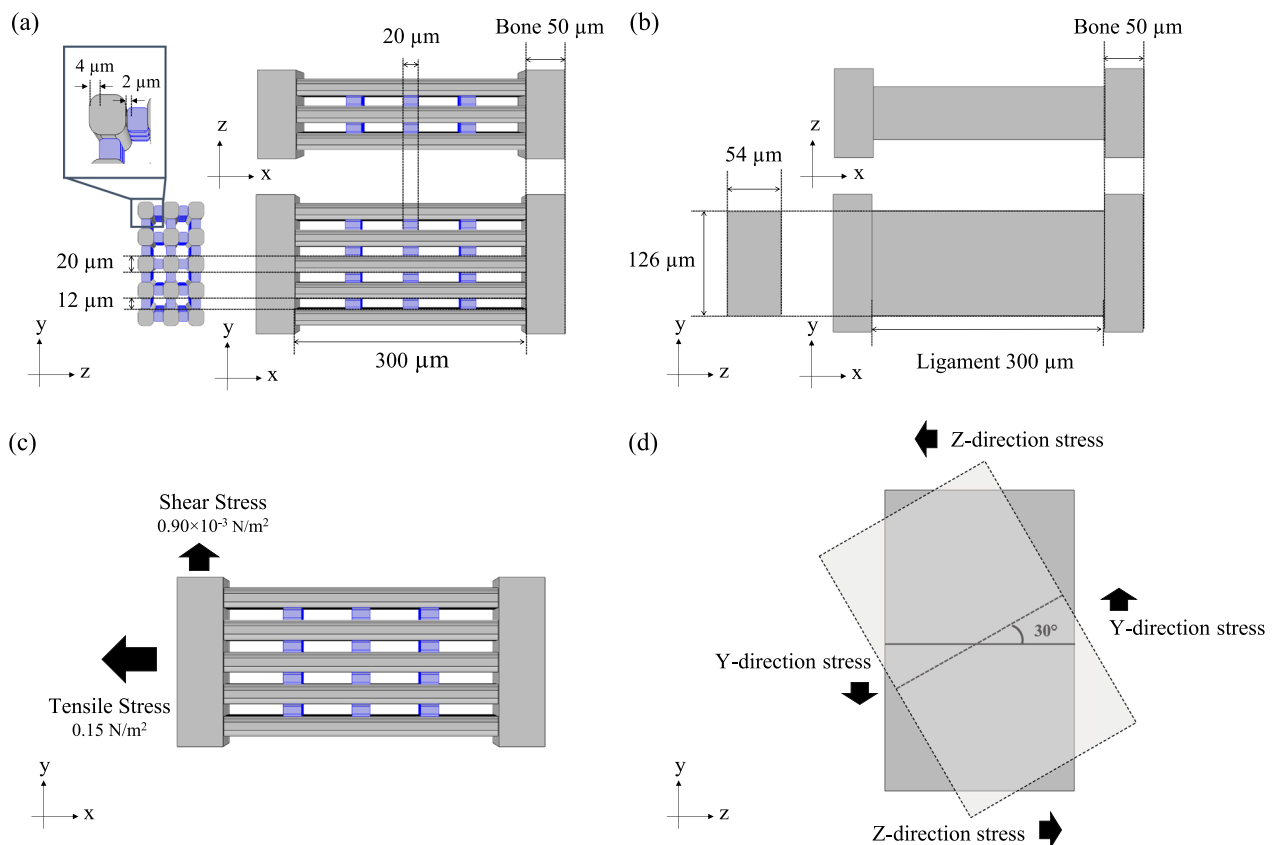 (a)
4 µm
2 µm
20 µm
Bone 50 µm
z
x
20 µm
12 µm
y
z
y
x
300 µm
(b)
Bone 50 µm
z
x
54 µm
126 µm
y
z
y
x
Ligament 300 µm
(c)
Shear Stress
0.90×10⁻³ N/m²
Tensile Stress
0.15 N/m²
y
x
(d)
Z-direction stress
30°
Y-direction stress
Y-direction stress
y
z
Z-direction stress